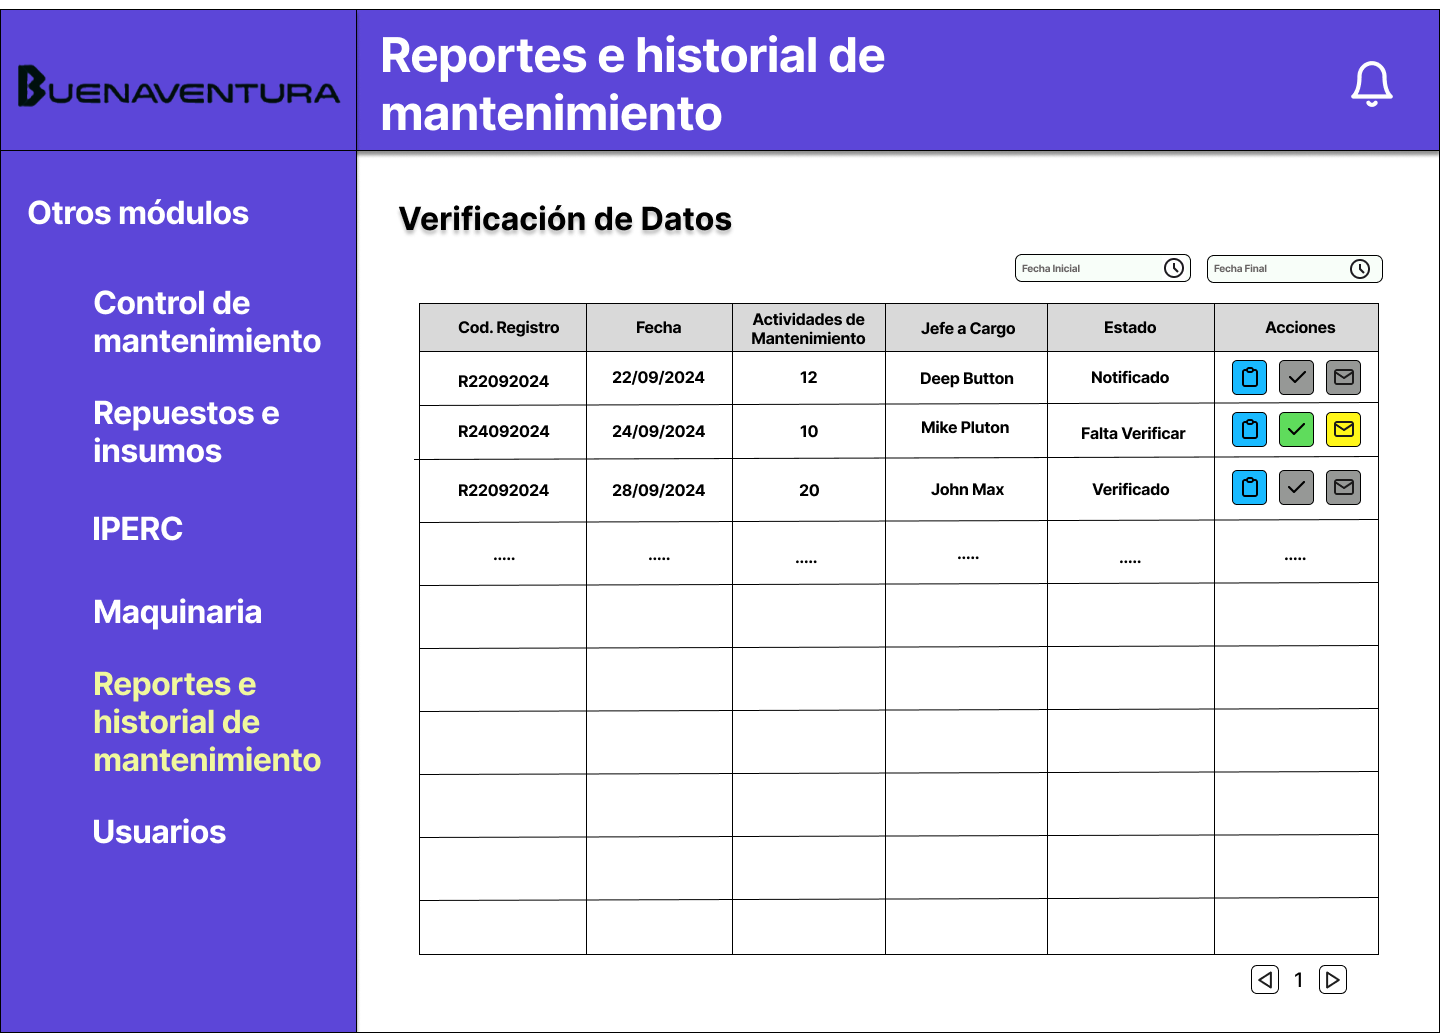 BUENAVENTURA
Reportes e historial de
mantenimiento
Otros módulos
Control de
mantenimiento
Repuestos e
insumos
IPERC
Maquinaria
Reportes e
historial de
mantenimiento
Usuarios
Verificación de Datos
Fecha Inicial
Fecha Final
Cod. Registro
Fecha
Actividades de
Mantenimiento
Jefe a Cargo
Estado
Acciones
R22092024
22/09/2024
12
Deep Button
Notificado
R24092024
24/09/2024
10
Mike Pluton
Falta Verificar
R22092024
28/09/2024
20
John Max
Verificado
.....
.....
.....
.....
.....
.....
1